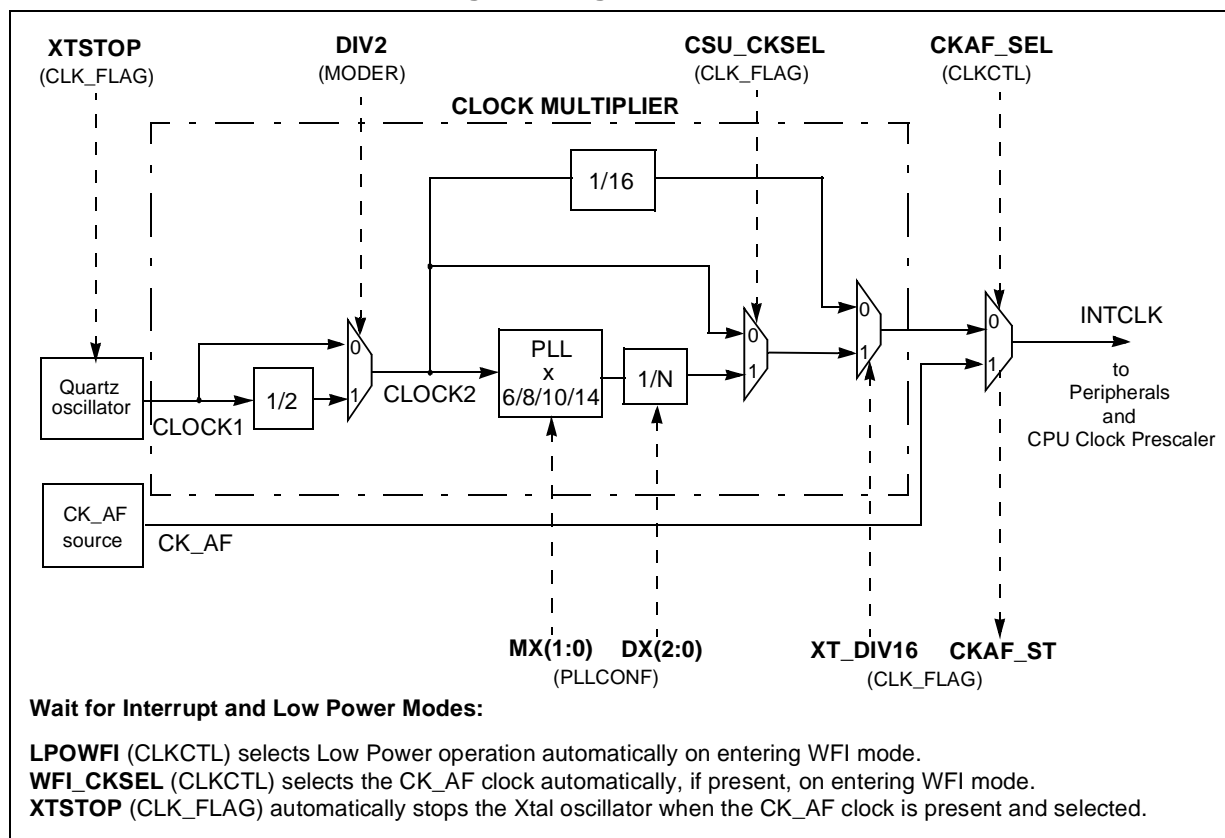 XTSTOP
(CLK_FLAG)
DIV2
(MODER)
CSU_CKSEL
(CLK_FLAG)
CKAF_SEL
(CLKCTL)
CLOCK MULTIPLIER
1/16
Quartz
oscillator
CLOCK1
1/2
0
1
CLOCK2
PLL
x
6/8/10/14
1/N
0
1
0
1
0
1
INTCLK
to
Peripherals
and
CPU Clock Prescaler
CK_AF
source
CK_AF
MX(1:0)
DX(2:0)
(PLLCONF)
XT_DIV16
(CLK_FLAG)
CKAF_ST
Wait for Interrupt and Low Power Modes:
LPOWFI (CLKCTL) selects Low Power operation automatically on entering WFI mode.
WFI_CKSEL (CLKCTL) selects the CK_AF clock automatically, if present, on entering WFI mode.
XTSTOP (CLK_FLAG) automatically stops the Xtal oscillator when the CK_AF clock is present and selected.